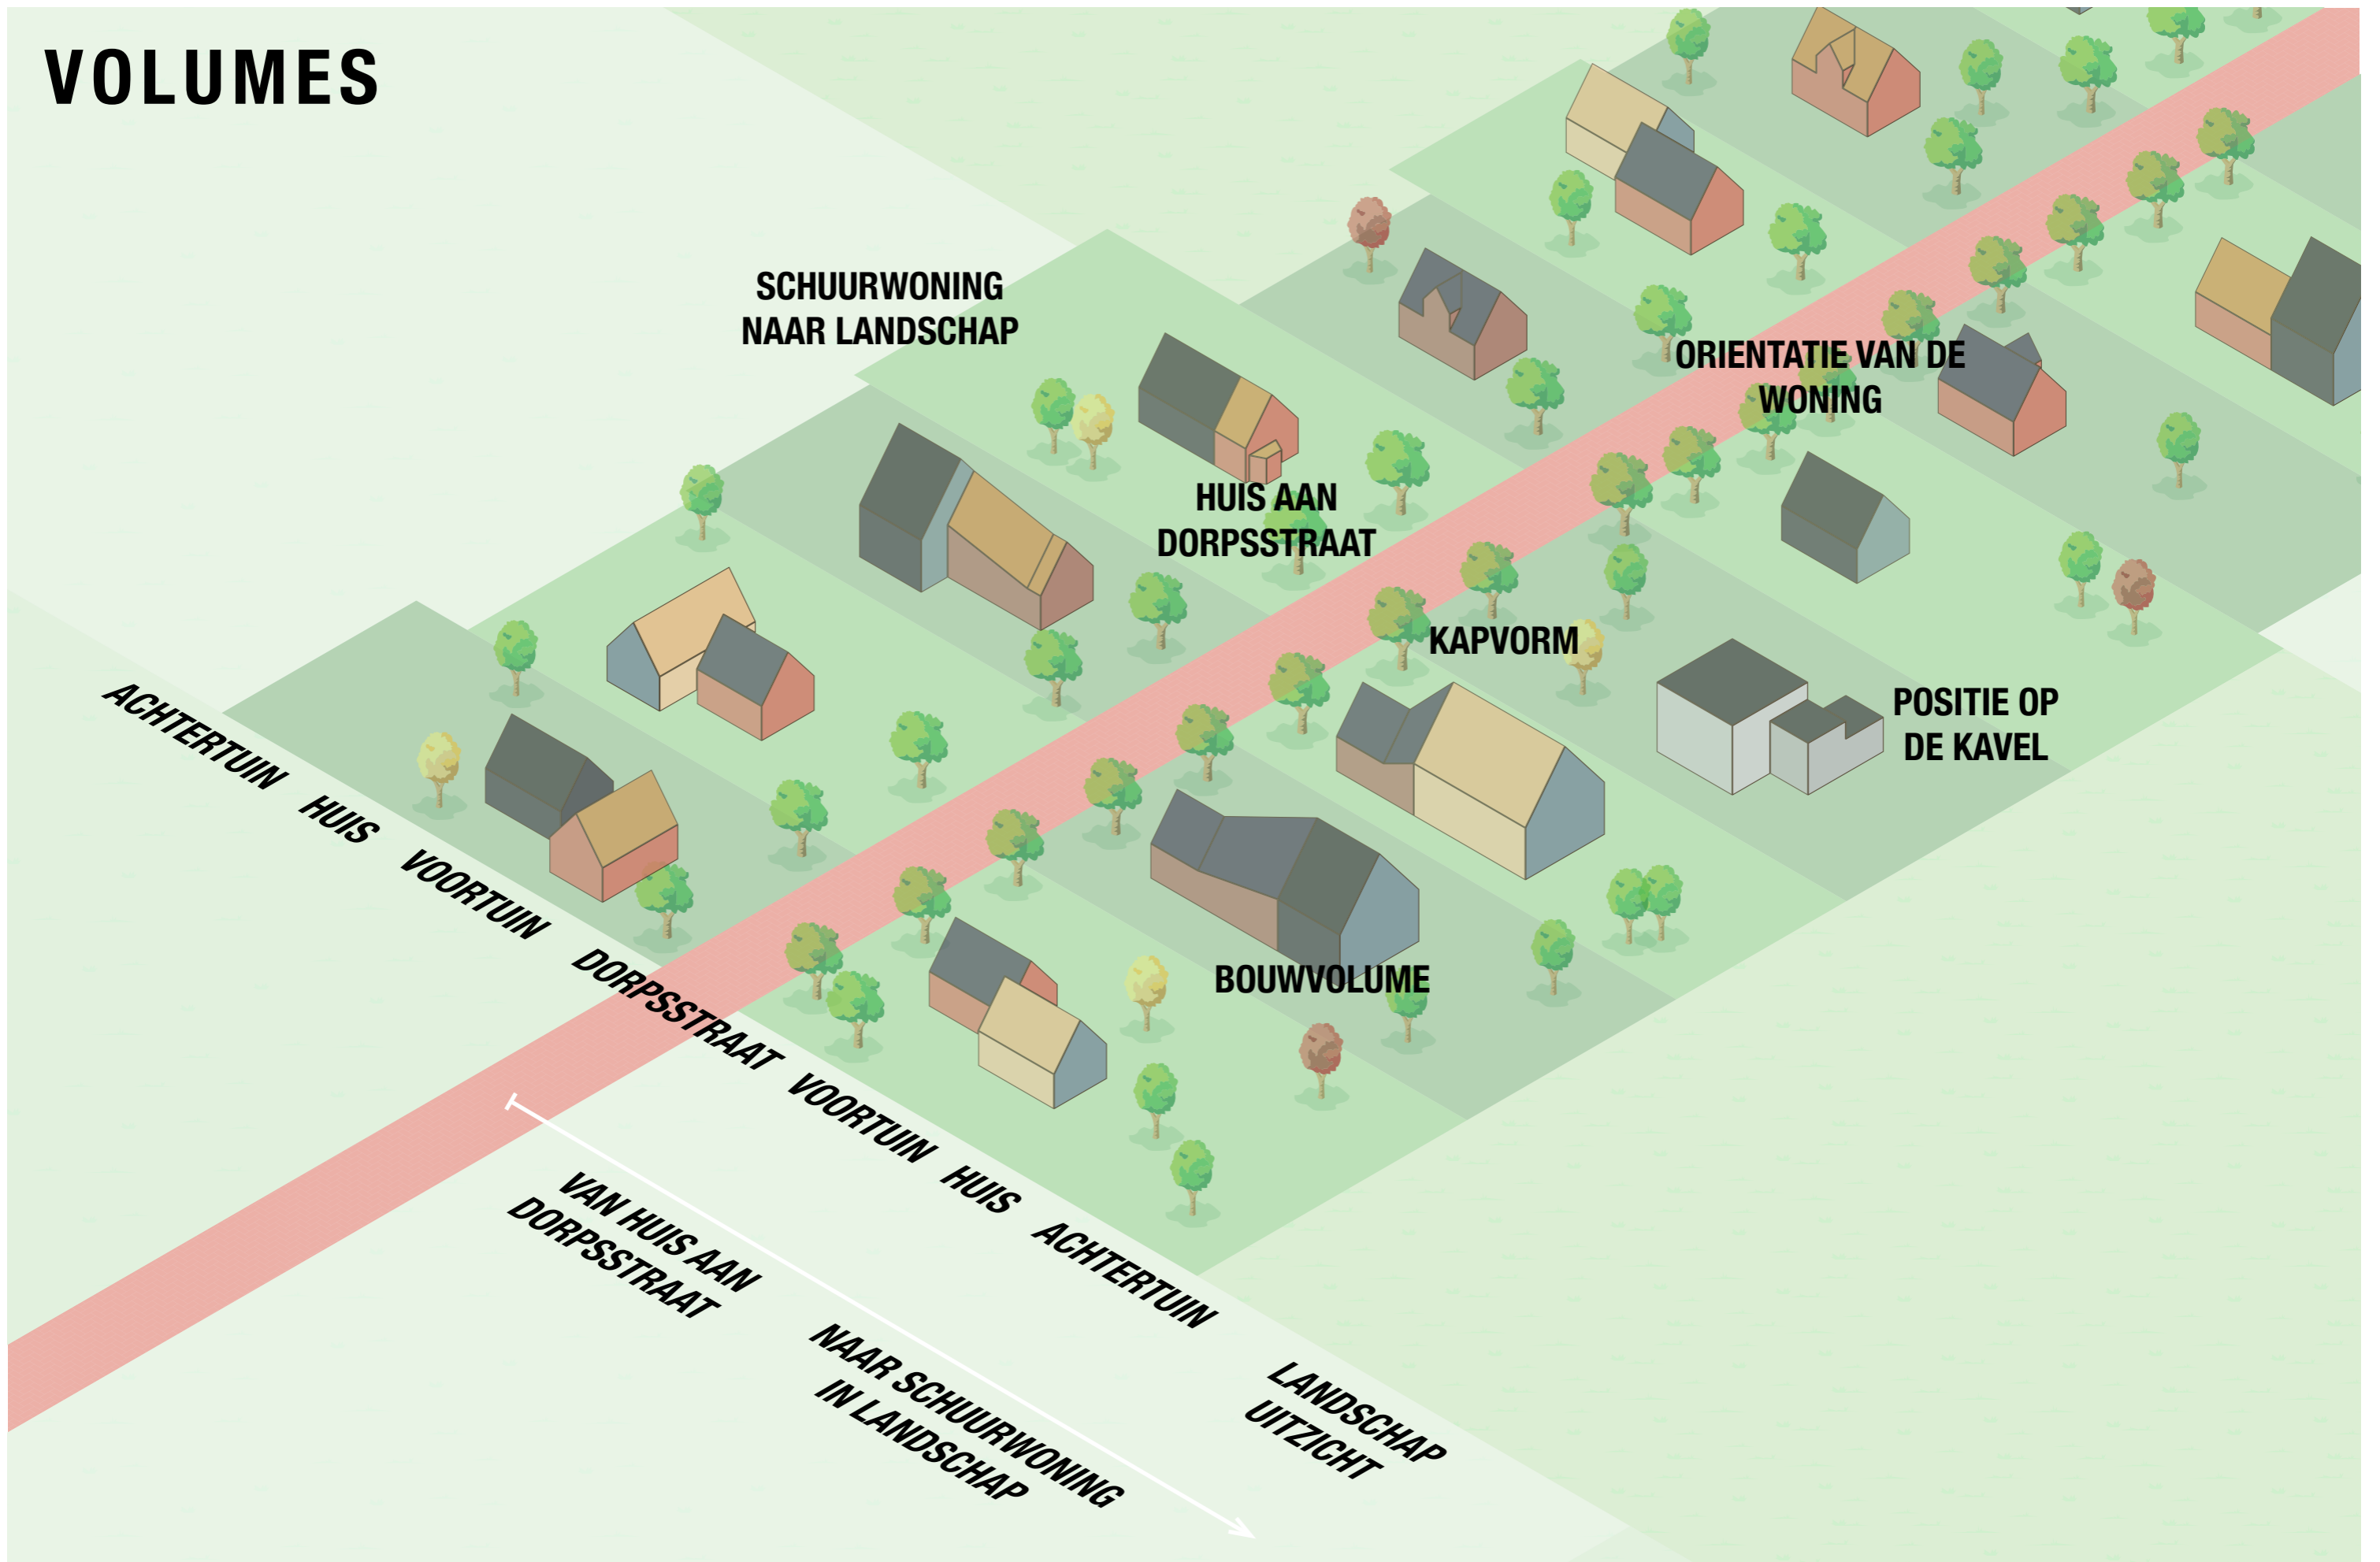 VOLUMES
SCHUURWONING
NAAR LANDSCHAP
ORIENTATIE VAN DE
WONING
HUIS AAN
DORPSSTRAAT
KAPVORM
POSITIE OP
DE KAVEL
BOUWVOLUME
ACHTERTUIN HUIS VOORTUIN DORPSSTRAAT VOORTUIN HUIS ACHTERTUIN
VAN HUIS AAN
DORPSSTRAAT
NAAR SCHUURWONING
IN LANDSCHAP
LANDSCHAP
UITZICHT